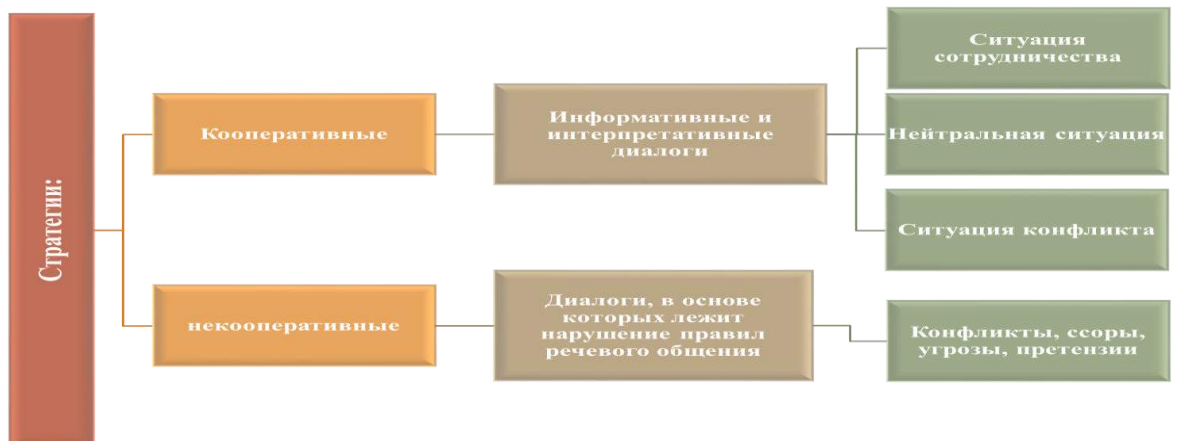 Стратегии:
Кооперативные
Информативные и
интерпретативные
диалоги
Ситуация
сотрудничества
Нейтральная ситуация
Ситуация конфликта
некооперативные
Диалоги, в основе
которых лежит
нарушение правил
речевого общения
Конфликты, ссоры,
угрозы, претензии